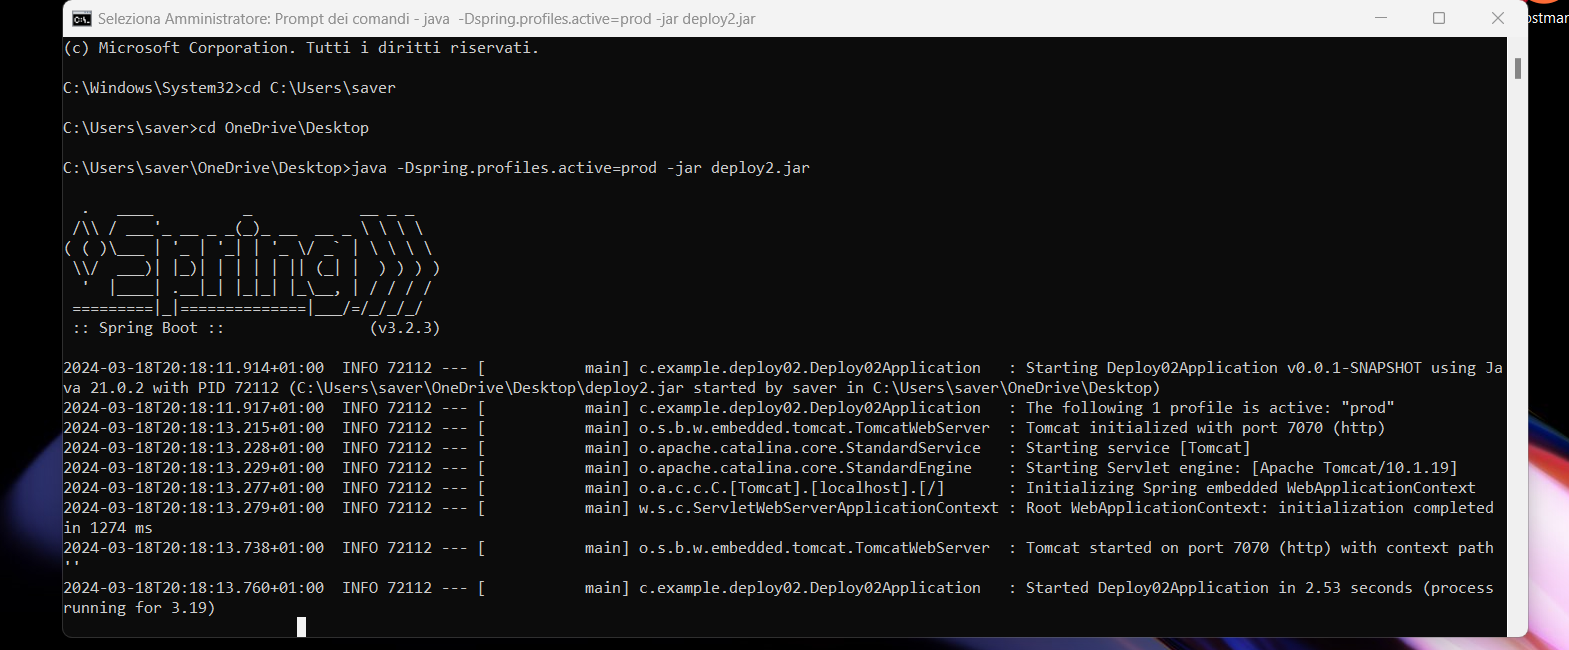 Seleziona Amministratore: Prompt dei comandi - java  -Dspring.profiles.active=prod -jar deploy2.jar
(c) Microsoft Corporation. Tutti i diritti riservati.
C:\Windows\System32>cd C:\Users\saver
C:\Users\saver>cd OneDrive\Desktop
C:\Users\saver\OneDrive\Desktop>java -Dspring.profiles.active=prod -jar deploy2.jar
  .   ____          _            __ _ _
 /\\ / ___'_ __ _ _(_)_ __  __ _ \ \ \ \
( ( )\___ | '_ | '_| | '_ \/ _` | \ \ \ \
 \\/  ___)| |_)| | | | | || (_| |  ) ) ) )
  '  |____| .__|_| |_|_| |_\__, | / / / /
 =========|_|==============|___/=/_/_/_/
 :: Spring Boot ::                (v3.2.3)
2024-03-18T20:18:11.914+01:00  INFO 72112 --- [           main] c.example.deploy02.Deploy02Application   : Starting Deploy02Application v0.0.1-SNAPSHOT using Ja
va 21.0.2 with PID 72112 (C:\Users\saver\OneDrive\Desktop\deploy2.jar started by saver in C:\Users\saver\OneDrive\Desktop)
2024-03-18T20:18:11.917+01:00  INFO 72112 --- [           main] c.example.deploy02.Deploy02Application   : The following 1 profile is active: "prod"
2024-03-18T20:18:13.215+01:00  INFO 72112 --- [           main] o.s.b.w.embedded.tomcat.TomcatWebServer  : Tomcat initialized with port 7070 (http)
2024-03-18T20:18:13.228+01:00  INFO 72112 --- [           main] o.apache.catalina.core.StandardService   : Starting service [Tomcat]
2024-03-18T20:18:13.229+01:00  INFO 72112 --- [           main] o.apache.catalina.core.StandardEngine    : Starting Servlet engine: [Apache Tomcat/10.1.19]
2024-03-18T20:18:13.277+01:00  INFO 72112 --- [           main] o.a.c.c.C.[Tomcat].[localhost].[/]       : Initializing Spring embedded WebApplicationContext
2024-03-18T20:18:13.279+01:00  INFO 72112 --- [           main] w.s.c.ServletWebServerApplicationContext : Root WebApplicationContext: initialization completed
in 1274 ms
2024-03-18T20:18:13.738+01:00  INFO 72112 --- [           main] o.s.b.w.embedded.tomcat.TomcatWebServer  : Tomcat started on port 7070 (http) with context path
''
2024-03-18T20:18:13.760+01:00  INFO 72112 --- [           main] c.example.deploy02.Deploy02Application   : Started Deploy02Application in 2.53 seconds (process
running for 3.19)